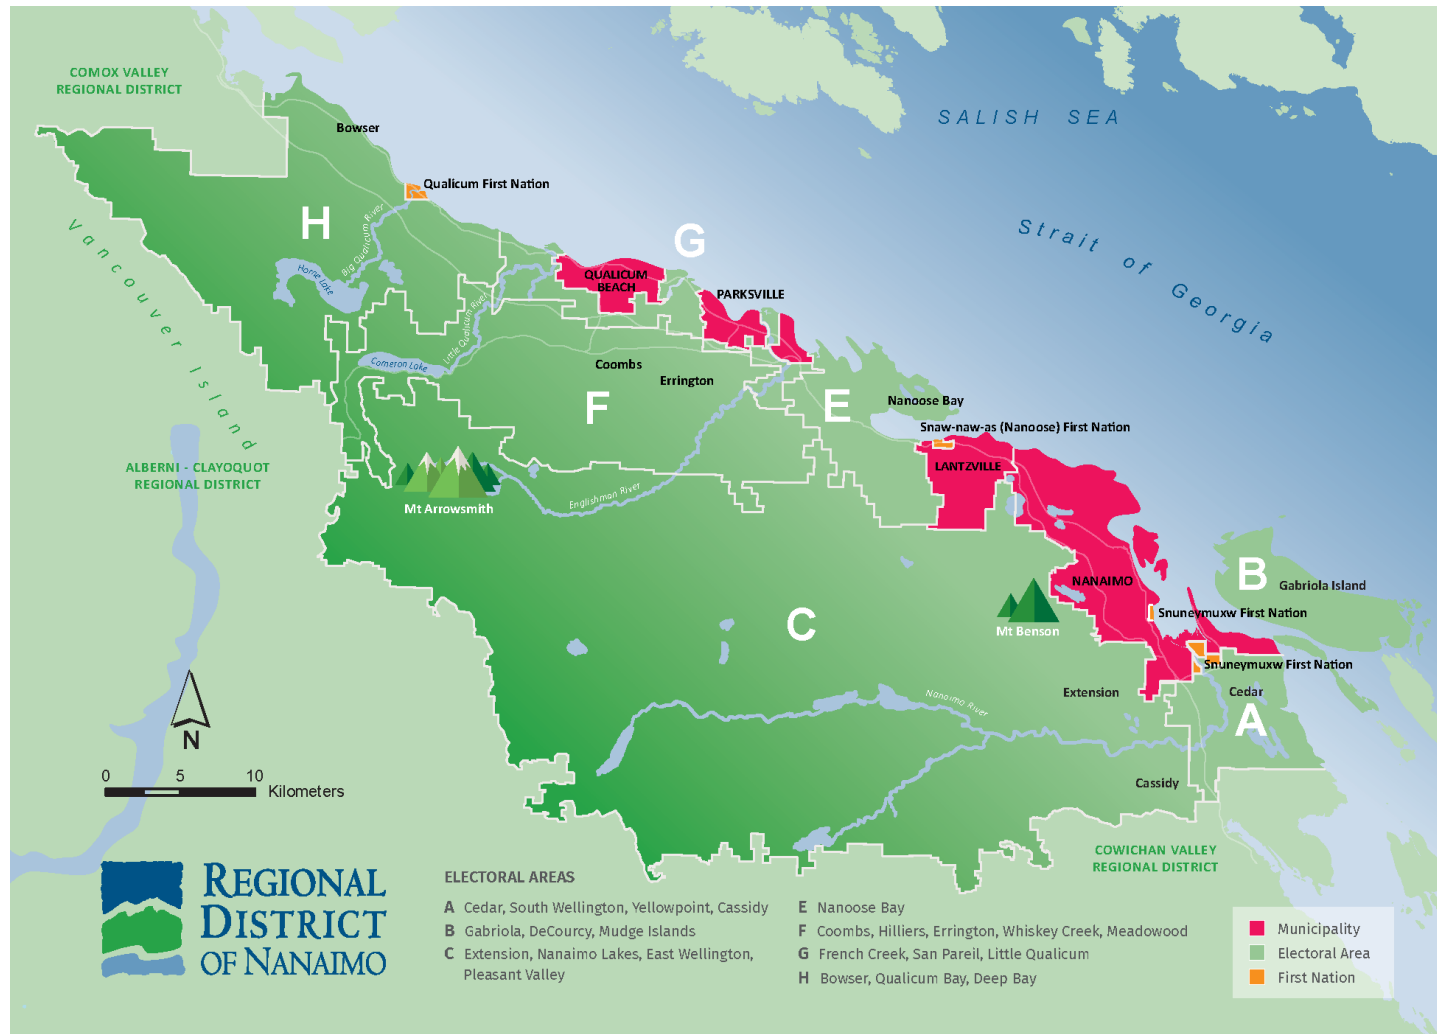 COMOX VALLEY
REGIONAL DISTRICT
SALISH SEA
Bowser
Qualicum First Nation
H
Big Qualicum River
Horne Lake
Vancouver Island
G
Strait of Georgia
QUALICUM
BEACH
PARKSVILLE
Little Qualicum River
Cameron Lake
Coombs
Errington
F
E
Nanoose Bay
Snaw-naw-as (Nanoose) First Nation
LANTZVILLE
ALBERNI - CLAYOQUOT
REGIONAL DISTRICT
Mt Arrowsmith
Englishman River
B
Gabriola Island
NANAIMO
Snuneymuxw First Nation
C
Mt Benson
Snuneymuxw First Nation
Extension
Nanaimo River
Cedar
A
Cassidy
N
0 5 10
Kilometers
COWICHAN VALLEY
REGIONAL DISTRICT
REGIONAL
DISTRICT
OF NANAIMO
ELECTORAL AREAS
A Cedar, South Wellington, Yellowpoint, Cassidy
B Gabriola, DeCourcy, Mudge Islands
C Extension, Nanaimo Lakes, East Wellington,
Pleasant Valley
E Nanoose Bay
F Coombs, Hilliers, Errington, Whiskey Creek, Meadowood
G French Creek, San Pareil, Little Qualicum
H Bowser, Qualicum Bay, Deep Bay
Municipality
Electoral Area
First Nation